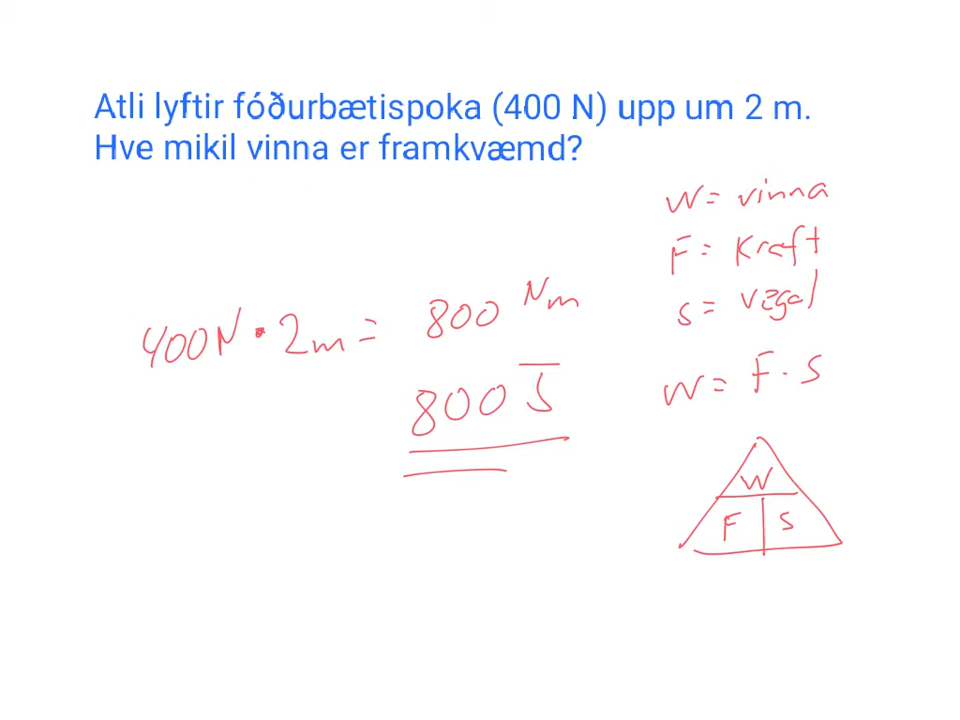 Atli lyftir fóðurbætispoka (400 N) upp um 2 m.
Hve mikil vinna er framkvæmd?
W = vinna
F = Kraft
s = vegal
400N · 2m = 800 Nm
800 J
W = F · s
W
F s